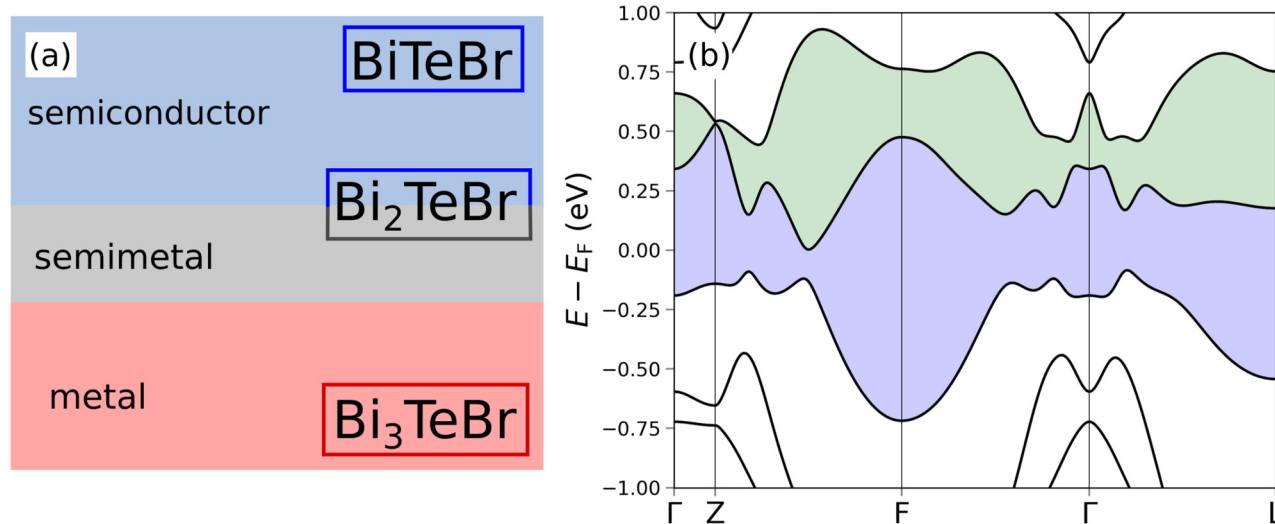 (a)
BiTeBr
semiconductor
Bi₂TeBr
semimetal
metal
Bi₃TeBr
(b)
E − E_F (eV)
1.00
0.75
0.50
0.25
0.00
−0.25
−0.50
−0.75
−1.00
Γ Z F Γ L